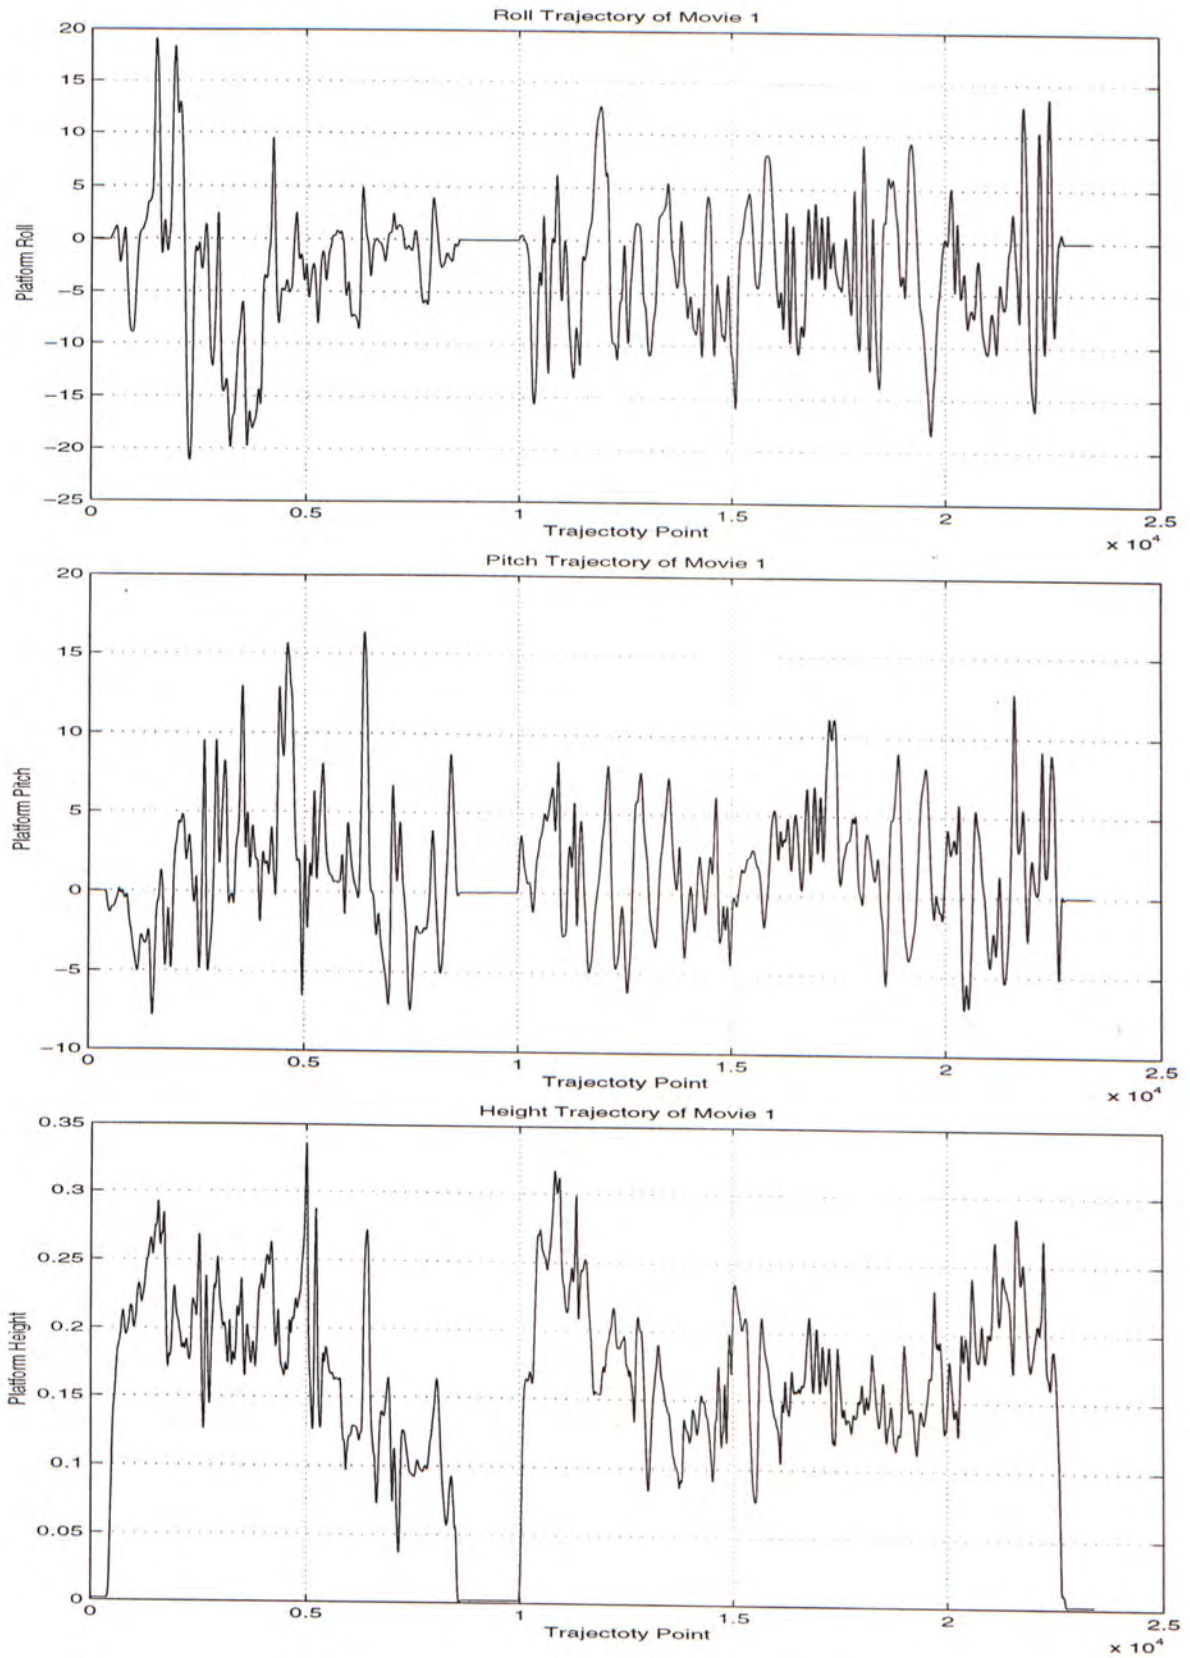 Roll Trajectory of Movie 1
20
15
10
5
0
−5
−10
−15
−20
−25
Platform Roll
0 0.5 1 1.5 2 2.5
Trajectoty Point
x 10^4
Pitch Trajectory of Movie 1
20
15
10
5
0
−5
−10
Platform Pitch
0 0.5 1 1.5 2 2.5
Trajectoty Point
x 10^4
Height Trajectory of Movie 1
0.35
0.3
0.25
0.2
0.15
0.1
0.05
0
Platform Height
0 0.5 1 1.5 2 2.5
Trajectoty Point
x 10^4